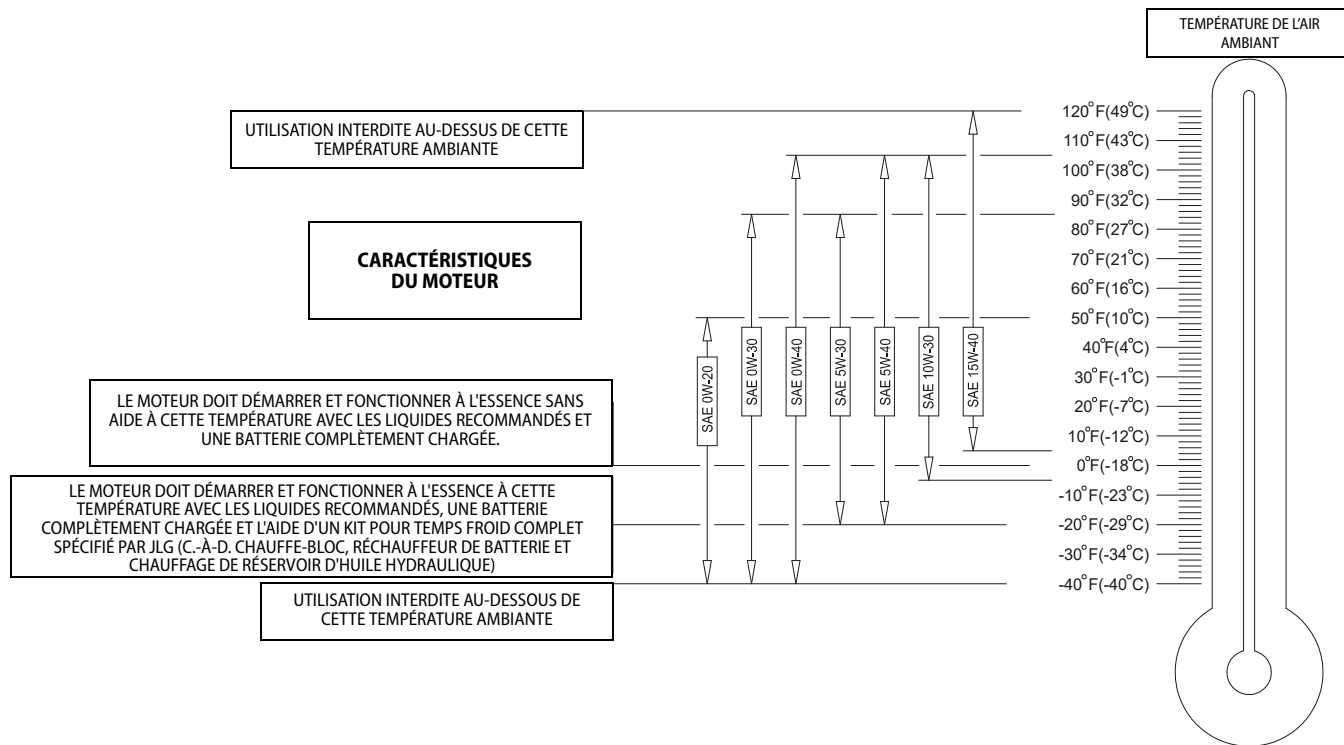 TEMPÉRATURE DE L'AIR
AMBIANT
UTILISATION INTERDITE AU-DESSUS DE CETTE
TEMPÉRATURE AMBIANTE
CARACTÉRISTIQUES
DU MOTEUR
LE MOTEUR DOIT DÉMARRER ET FONCTIONNER À L'ESSENCE SANS
AIDE À CETTE TEMPÉRATURE AVEC LES LIQUIDES RECOMMANDÉS ET
UNE BATTERIE COMPLÈTEMENT CHARGÉE.
LE MOTEUR DOIT DÉMARRER ET FONCTIONNER À L'ESSENCE À CETTE
TEMPÉRATURE AVEC LES LIQUIDES RECOMMANDÉS, UNE BATTERIE
COMPLÈTEMENT CHARGÉE ET L'AIDE D'UN KIT POUR TEMPS FROID COMPLET
SPÉCIFIÉ PAR JLG (C.-À-D. CHAUFFE-BLOC, RÉCHAUFFEUR DE BATTERIE ET
CHAUFFAGE DE RÉSERVOIR D'HUILE HYDRAULIQUE)
UTILISATION INTERDITE AU-DESSOUS DE
CETTE TEMPÉRATURE AMBIANTE
SAE 0W-20
SAE 0W-30
SAE 0W-40
SAE 5W-30
SAE 5W-40
SAE 10W-30
SAE 15W-40
120°F(49°C)
110°F(43°C)
100°F(38°C)
90°F(32°C)
80°F(27°C)
70°F(21°C)
60°F(16°C)
50°F(10°C)
40°F(4°C)
30°F(-1°C)
20°F(-7°C)
10°F(-12°C)
0°F(-18°C)
-10°F(-23°C)
-20°F(-29°C)
-30°F(-34°C)
-40°F(-40°C)